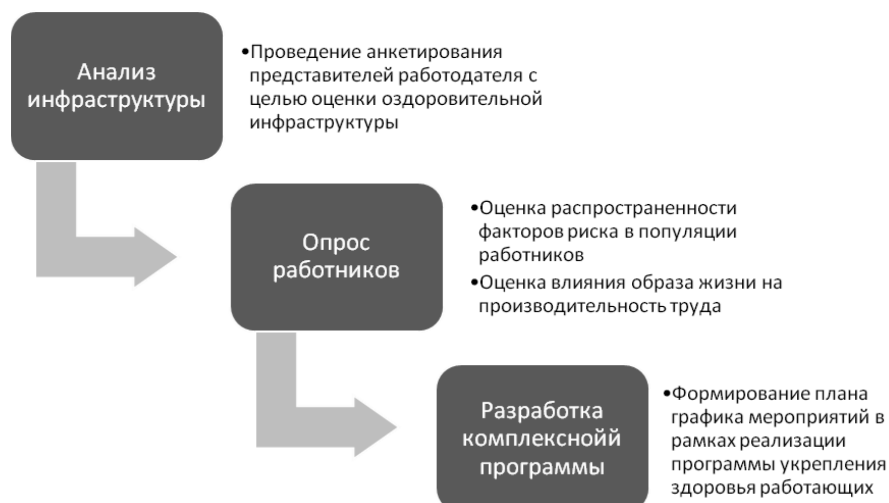 Анализ
инфраструктуры
•Проведение анкетирования
представителей работодателя с
целью оценки оздоровительной
инфраструктуры
Опрос
работников
•Оценка распространенности
факторов риска в популяции
работников
•Оценка влияния образа жизни на
производительность труда
Разработка
комплекснойй
программы
•Формирование плана
графика мероприятий в
рамках реализации
программы укрепления
здоровья работающих